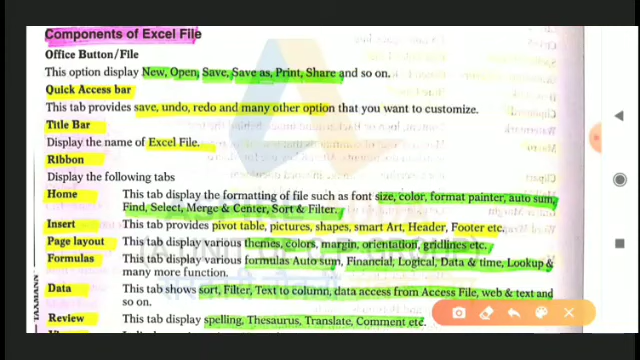 Components of Excel File
Office Button/File
This option display New, Open, Save, Save as, Print, Share and so on.
Quick Access bar
This tab provides save, undo, redo and many other option that you want to customize.
Title Bar
Display the name of Excel File.
Ribbon
Display the following tabs
Home This tab display the formatting of file such as font size, color, format painter, auto sum,
Find, Select, Merge & Center, Sort & Filter.
Insert This tab provides pivot table, pictures, shapes, smart Art, Header, Footer etc.
Page layout This tab display various themes, colors, margin, orientation, gridlines etc.
Formulas This tab display various formulas Auto sum, Financial, Logical, Data & time, Lookup &
many more function.
Data This tab shows sort, Filter, Text to column, data access from Access File, web & text and
so on.
Review This tab display spelling, Thesaurus, Translate, Comment etc.
TAXMANN